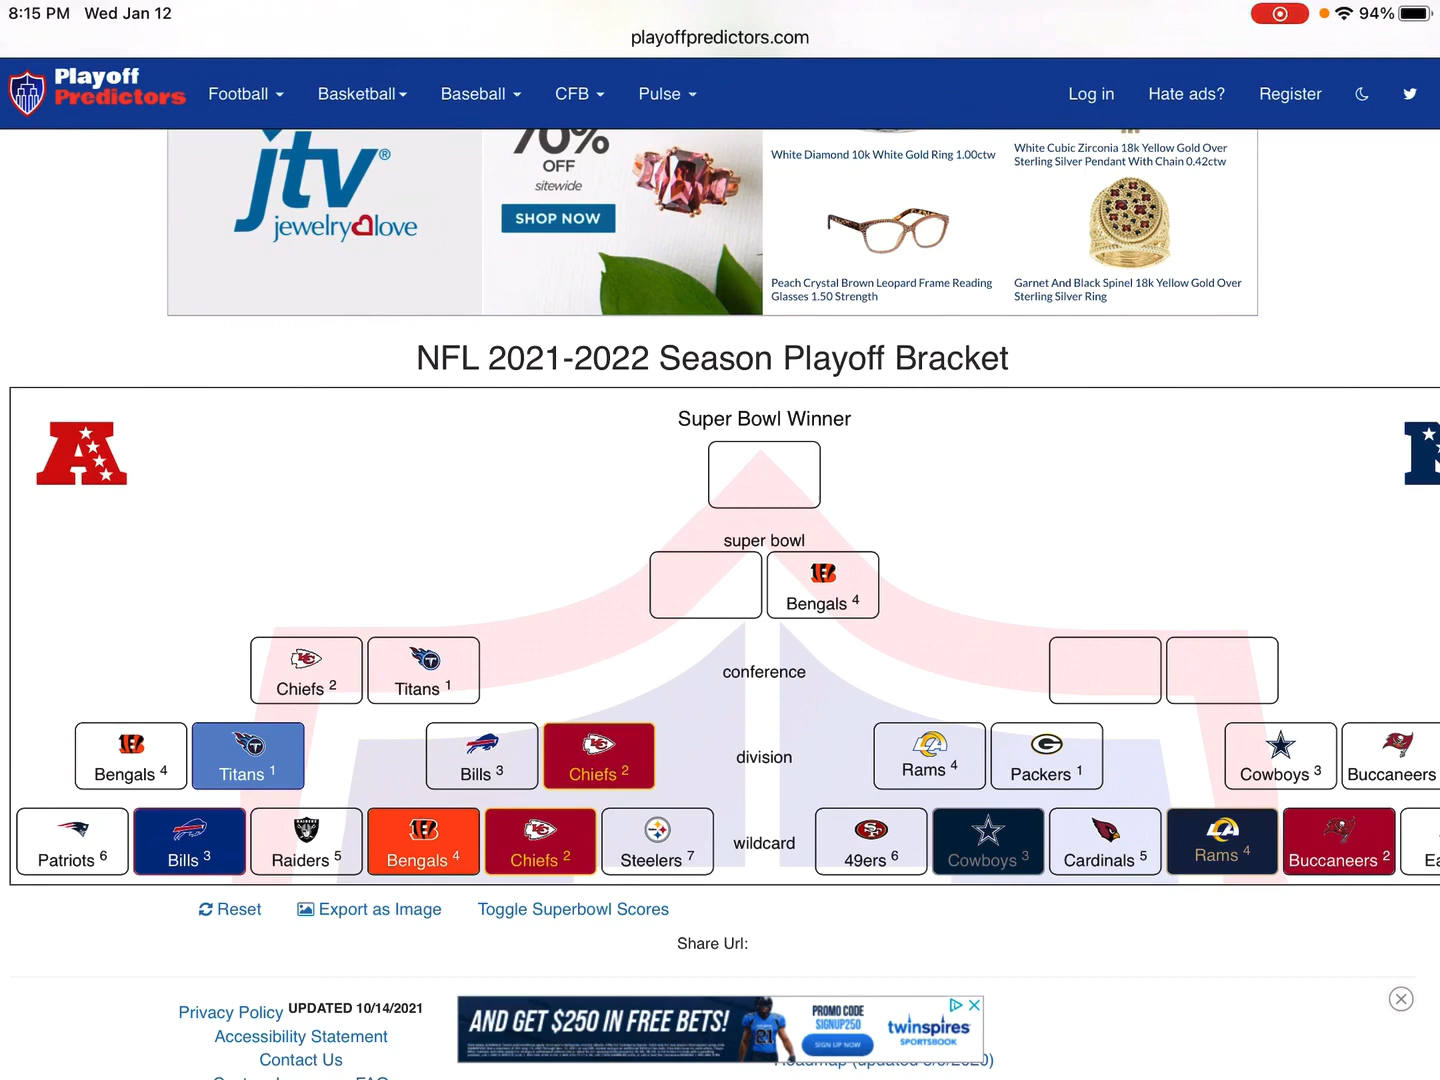 8:15 PM Wed Jan 12
94%
playoffpredictors.com
Playoff
Predictors
Football
Basketball
Baseball
CFB
Pulse
Log in
Hate ads?
Register
jtv®
jewelry love
70%
OFF
sitewide
SHOP NOW
White Diamond 10k White Gold Ring 1.00ctw
White Cubic Zirconia 18k Yellow Gold Over
Sterling Silver Pendant With Chain 0.42ctw
Peach Crystal Brown Leopard Frame Reading
Glasses 1.50 Strength
Garnet And Black Spinel 18k Yellow Gold Over
Sterling Silver Ring
NFL 2021-2022 Season Playoff Bracket
A
Super Bowl Winner
super bowl
Bengals 4
Chiefs 2
Titans 1
conference
Bengals 4
Titans 1
Bills 3
Chiefs 2
division
Rams 4
Packers 1
Cowboys 3
Buccaneers
Patriots 6
Bills 3
Raiders 5
Bengals 4
Chiefs 2
Steelers 7
wildcard
49ers 6
Cowboys 3
Cardinals 5
Rams 4
Buccaneers 2
Ea
Reset
Export as Image
Toggle Superbowl Scores
Share Url:
Privacy Policy UPDATED 10/14/2021
Accessibility Statement
Contact Us
AND GET $250 IN FREE BETS!
21
PROMO CODE
SIGNUP250
SIGN UP NOW
twinspires
SPORTSBOOK